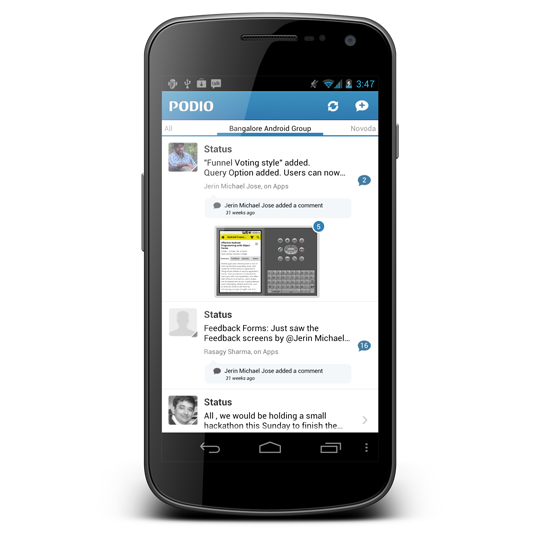 3:47
PODIO
All Bangalore Android Group Novoda
Status
"Funnel Voting style" added.
Query Option added. Users can now...
2
Jerin Michael Jose, on Apps
Jerin Michael Jose added a comment
31 weeks ago
5
Status
Feedback Forms: Just saw the
Feedback screens by @Jerin Michael...
16
Rasagy Sharma, on Apps
Jerin Michael Jose added a comment
31 weeks ago
Status
All , we would be holding a small
hackathon this Sunday to finish the...